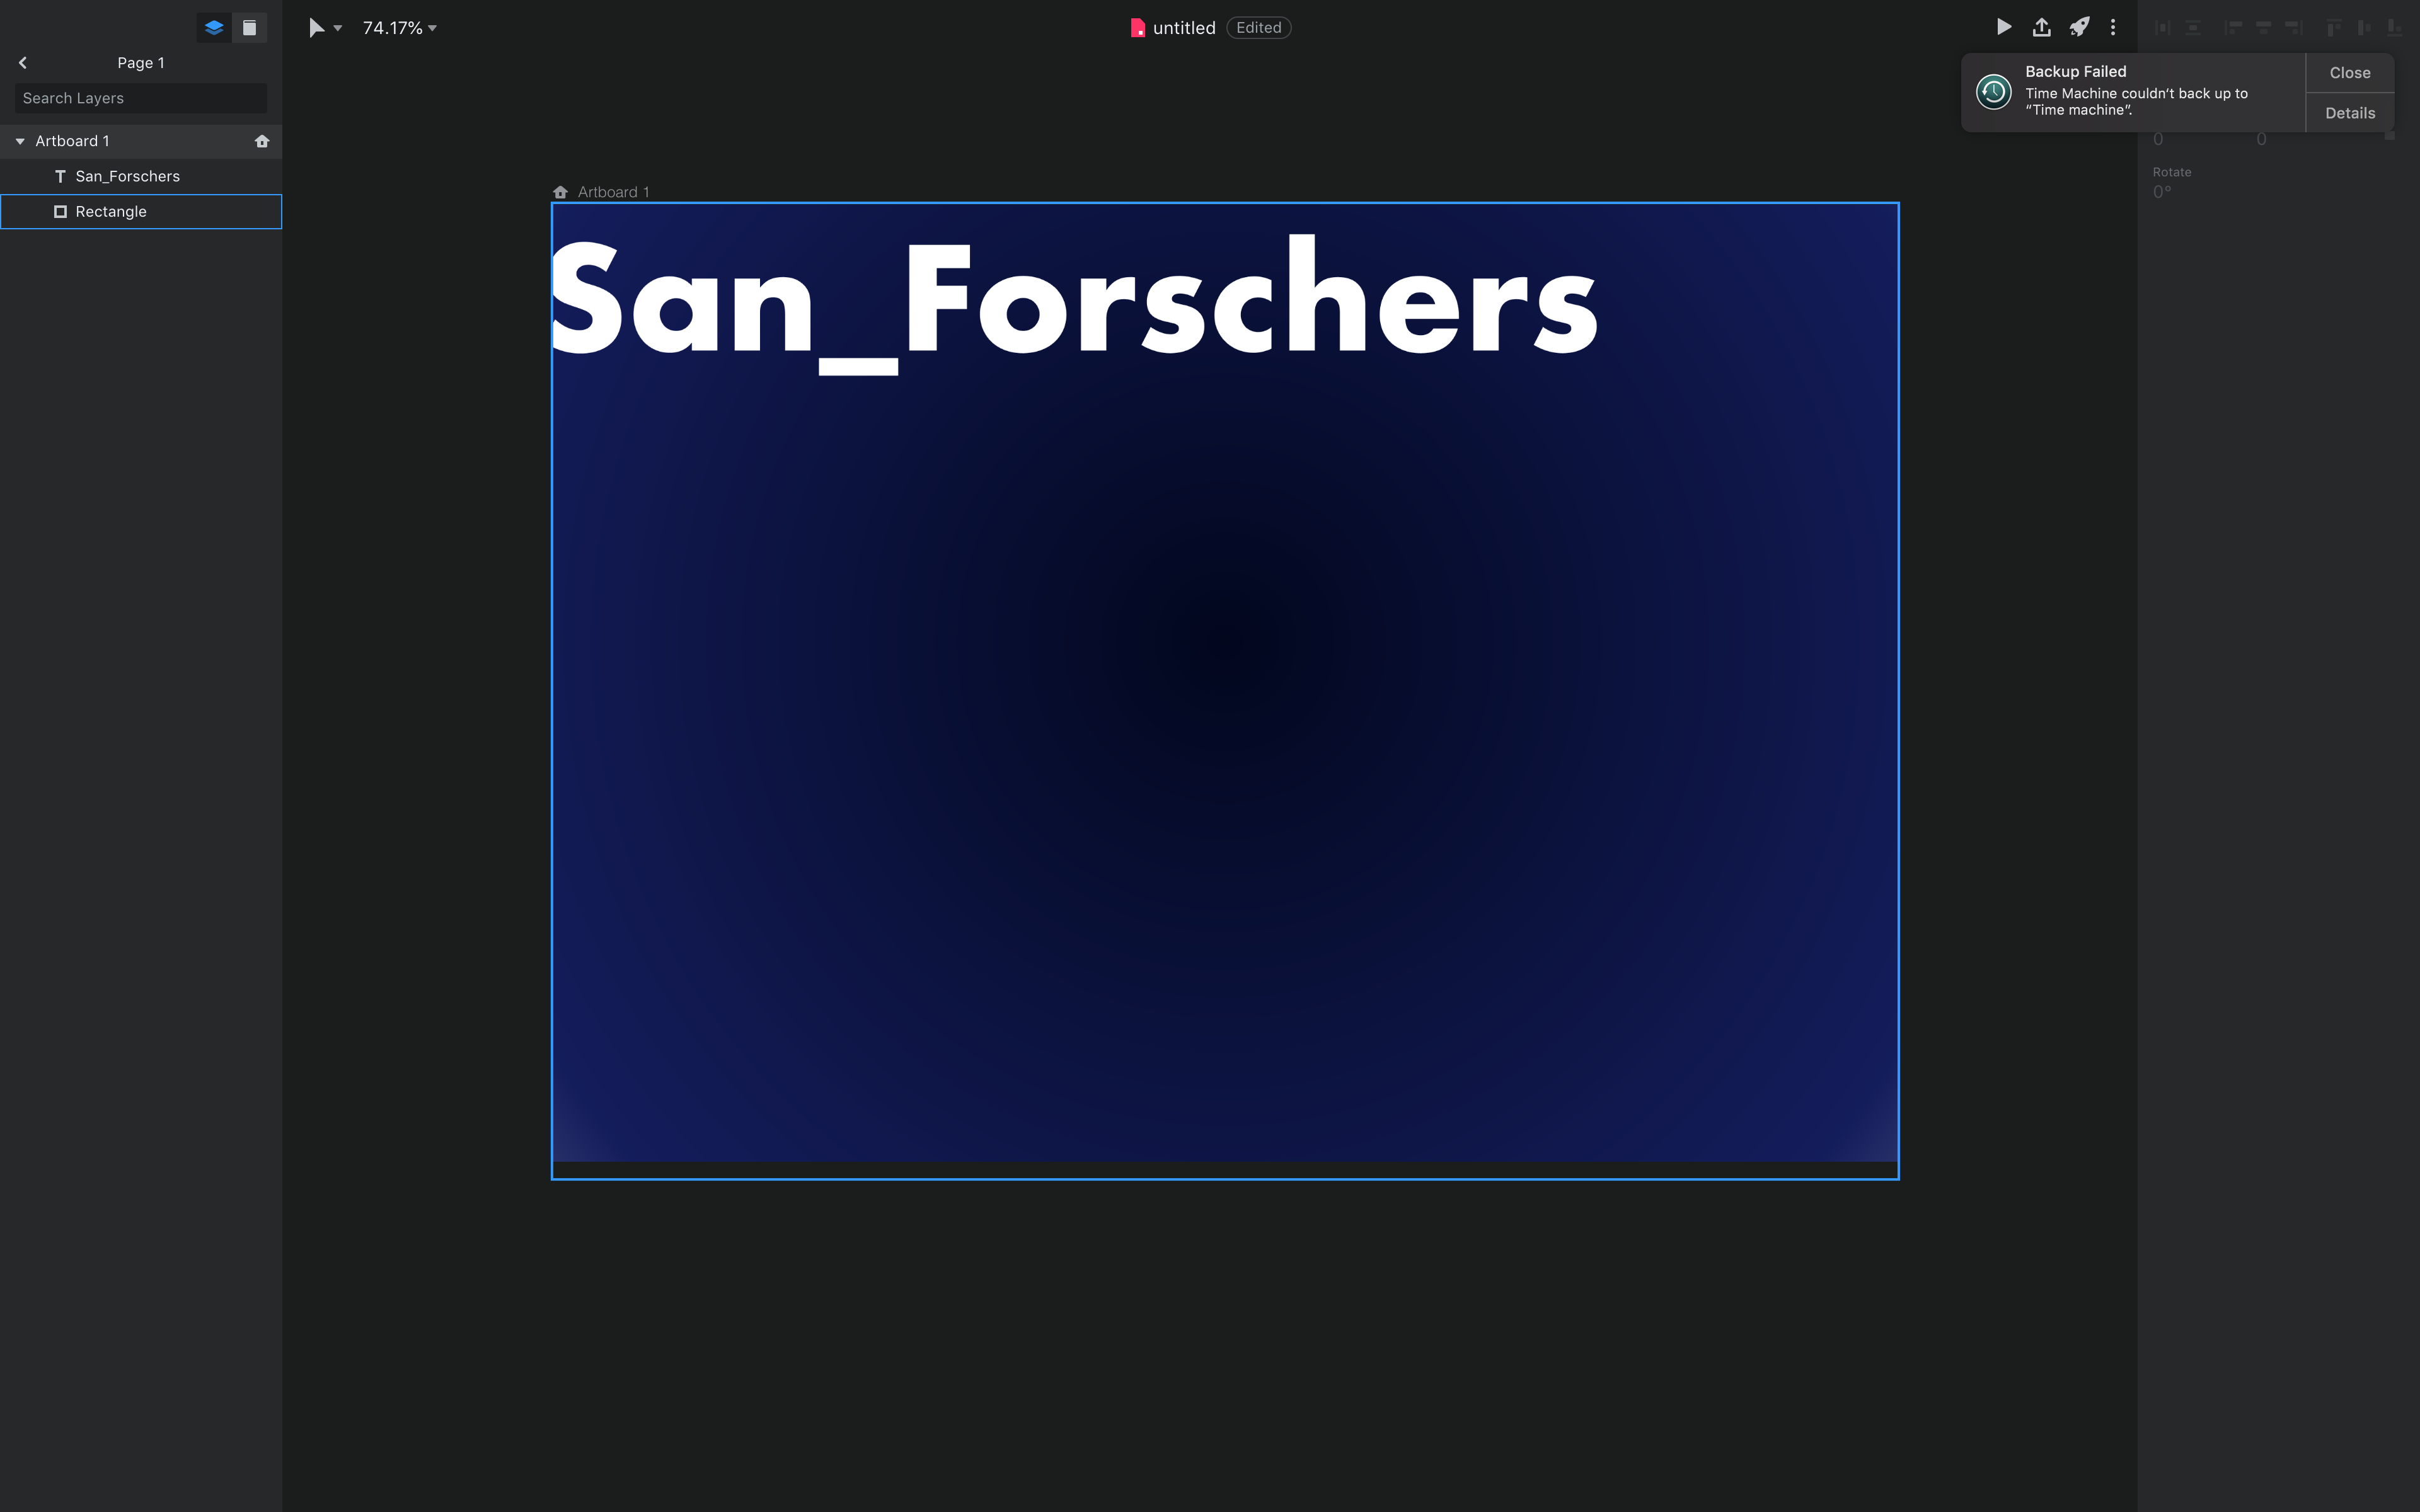 74.17%
untitled
Edited
Page 1
Search Layers
Artboard 1
San_Forschers
Rectangle
Artboard 1
San_Forschers
Backup Failed
Time Machine couldn’t back up to
“Time machine”.
Close
Details
0 0
Rotate
0°